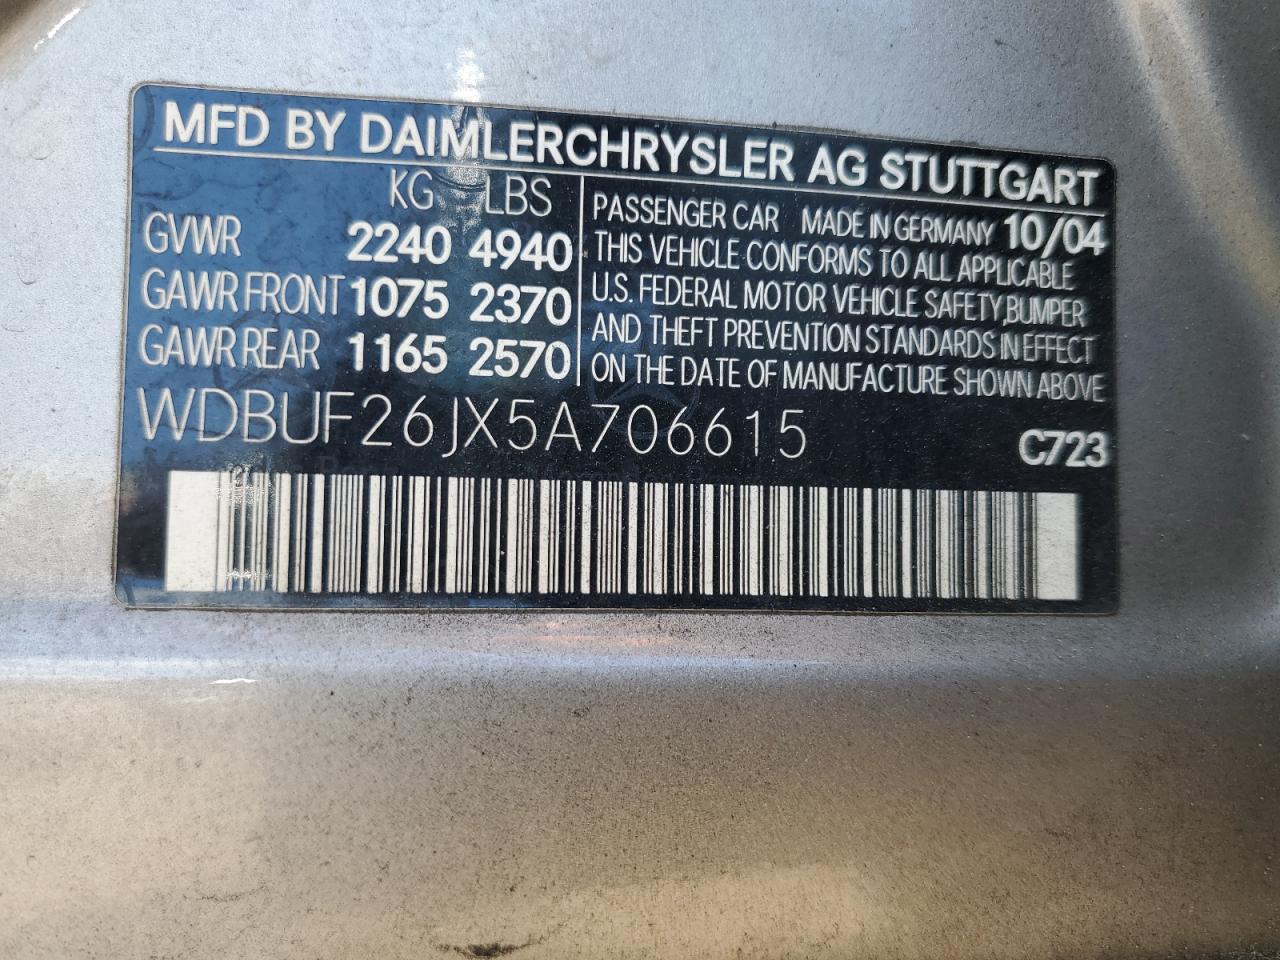 MFD BY DAIMLERCHRYSLER AG STUTTGART
KG LBS
GVWR 2240 4940
GAWR FRONT 1075 2370
GAWR REAR 1165 2570
PASSENGER CAR MADE IN GERMANY 10/04
THIS VEHICLE CONFORMS TO ALL APPLICABLE
U.S. FEDERAL MOTOR VEHICLE SAFETY, BUMPER
AND THEFT PREVENTION STANDARDS IN EFFECT
ON THE DATE OF MANUFACTURE SHOWN ABOVE
WDBUF26JX5A706615
C723